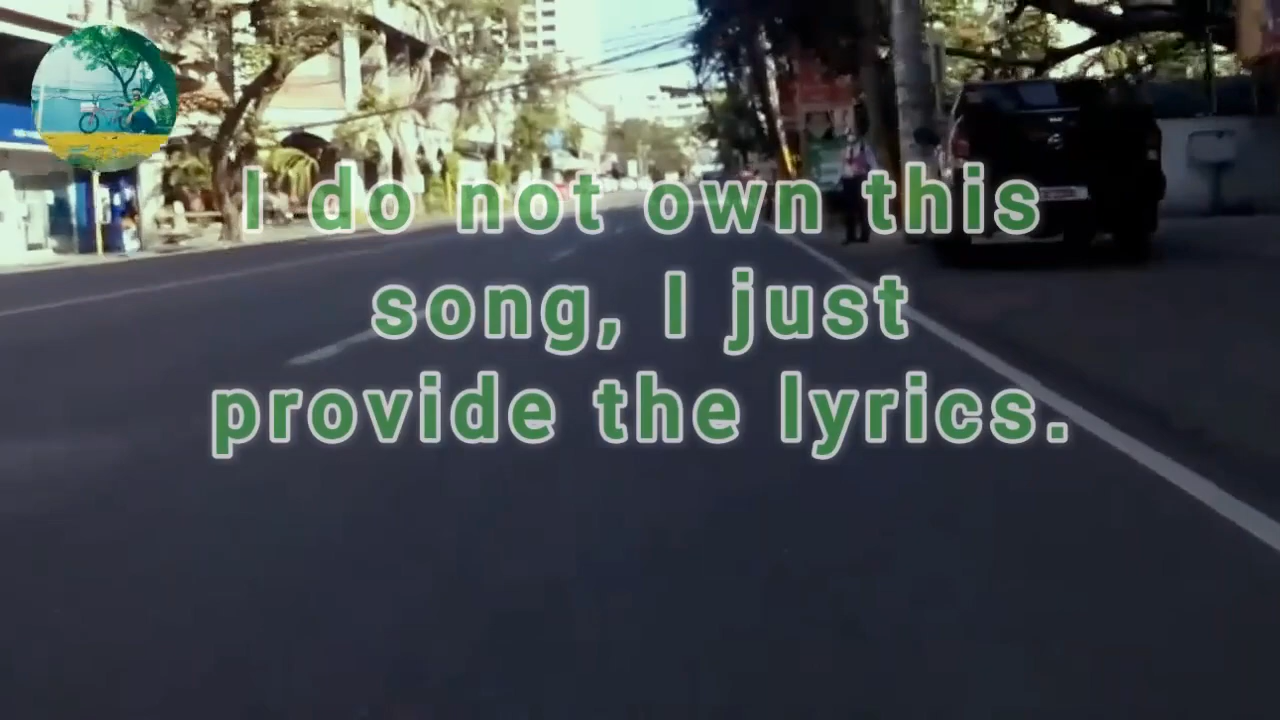 I do not own this
song, I just
provide the lyrics.